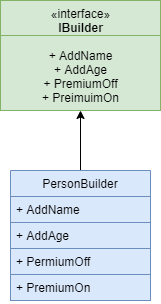 «interface»
IBuilder
+ AddName
+ AddAge
+ PremiumOff
+ PreimuimOn
PersonBuilder
+ AddName
+ AddAge
+ PermiumOff
+ PremiumOn